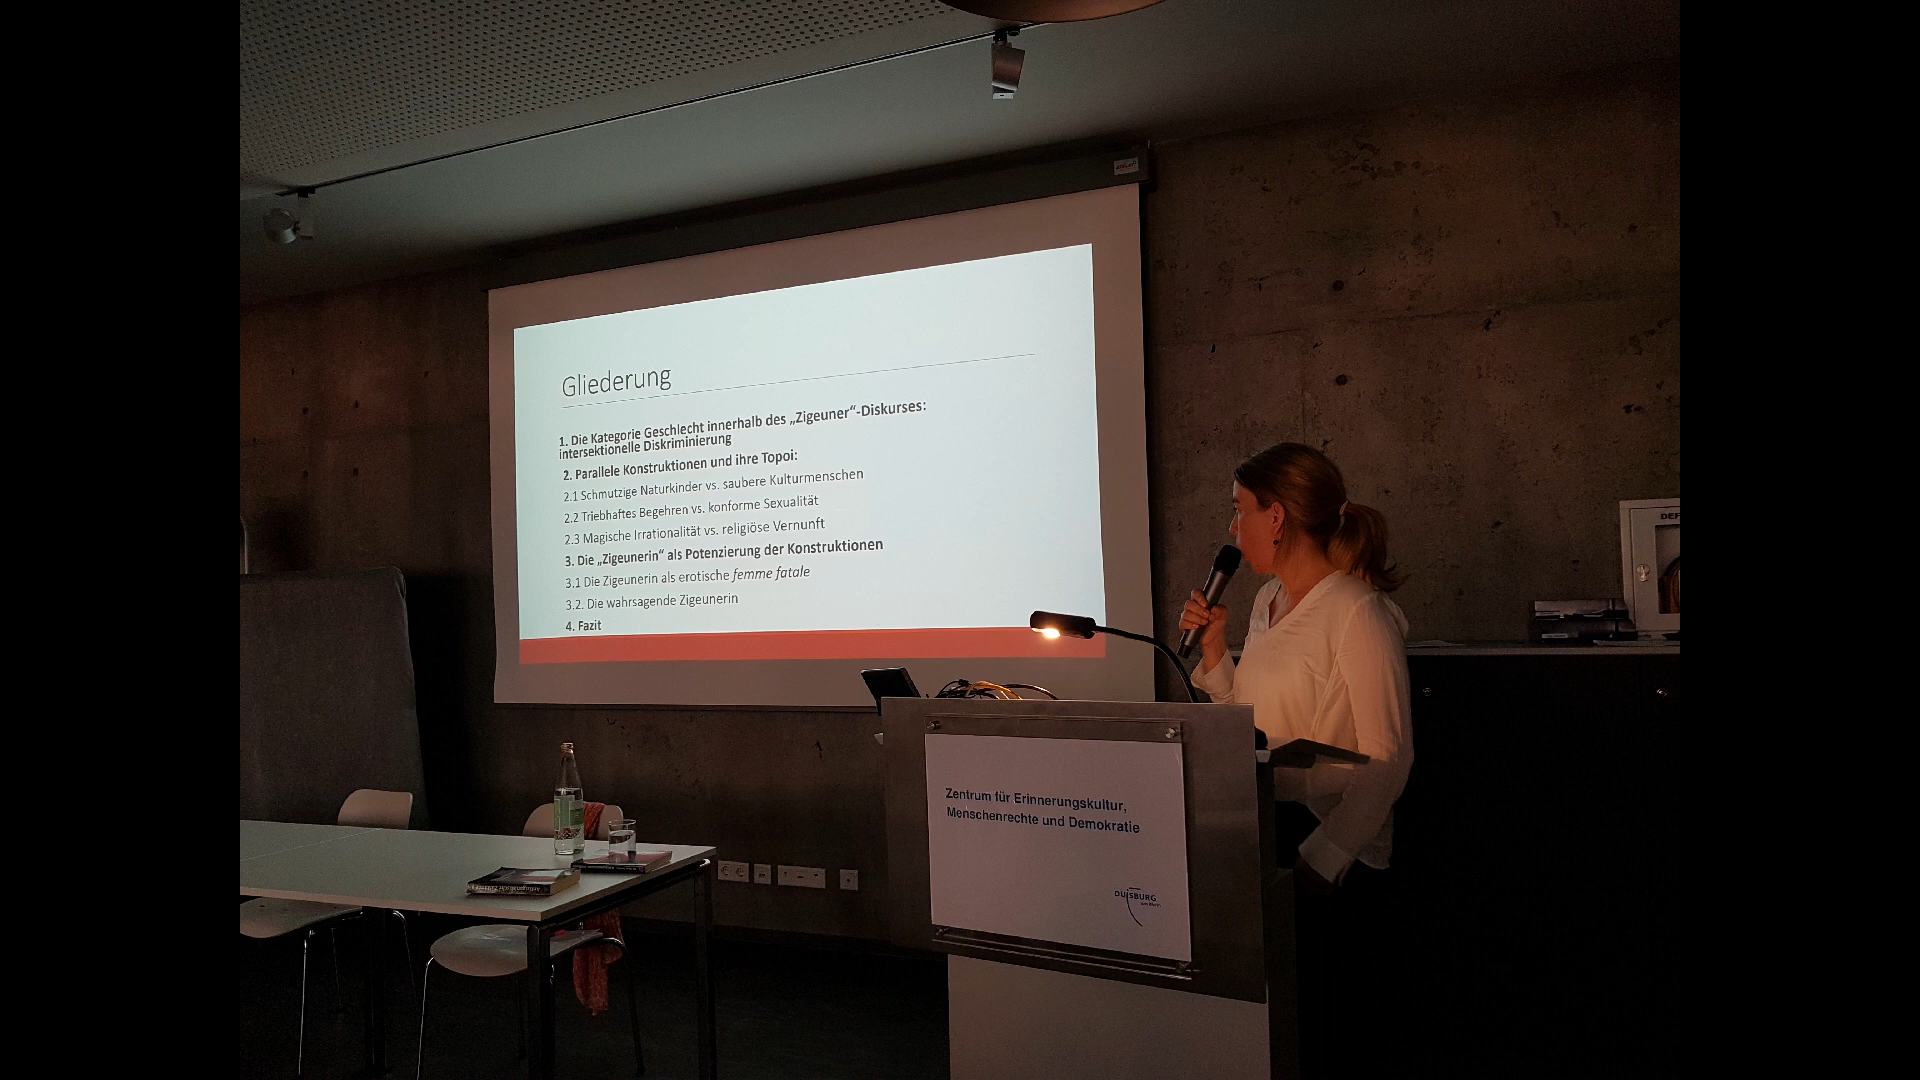 Gliederung
1. Die Kategorie Geschlecht innerhalb des „Zigeuner“-Diskurses:
intersektionelle Diskriminierung
2. Parallele Konstruktionen und ihre Topoi:
2.1 Schmutzige Naturkinder vs. saubere Kulturmenschen
2.2 Triebhaftes Begehren vs. konforme Sexualität
2.3 Magische Irrationalität vs. religiöse Vernunft
3. Die „Zigeunerin“ als Potenzierung der Konstruktionen
3.1 Die Zigeunerin als erotische femme fatale
3.2. Die wahrsagende Zigeunerin
4. Fazit
DEF
Zentrum für Erinnerungskultur,
Menschenrechte und Demokratie
DUISBURG
am Rhein